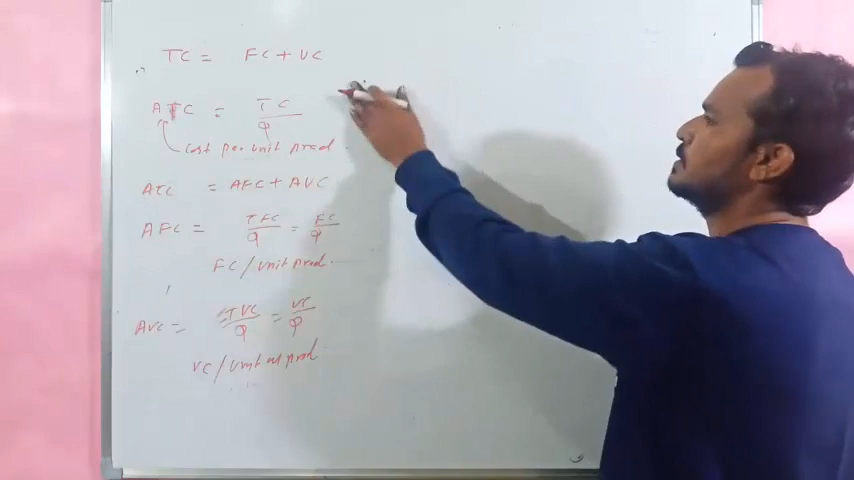 TC = FC + VC
ATC = TC/Q
Cost per unit prod.
ATC = AFC + AVC
AFC = TFC/Q = FC/Q
FC/unit prod.
AVC = TVC/Q = VC/Q
VC/unit prod